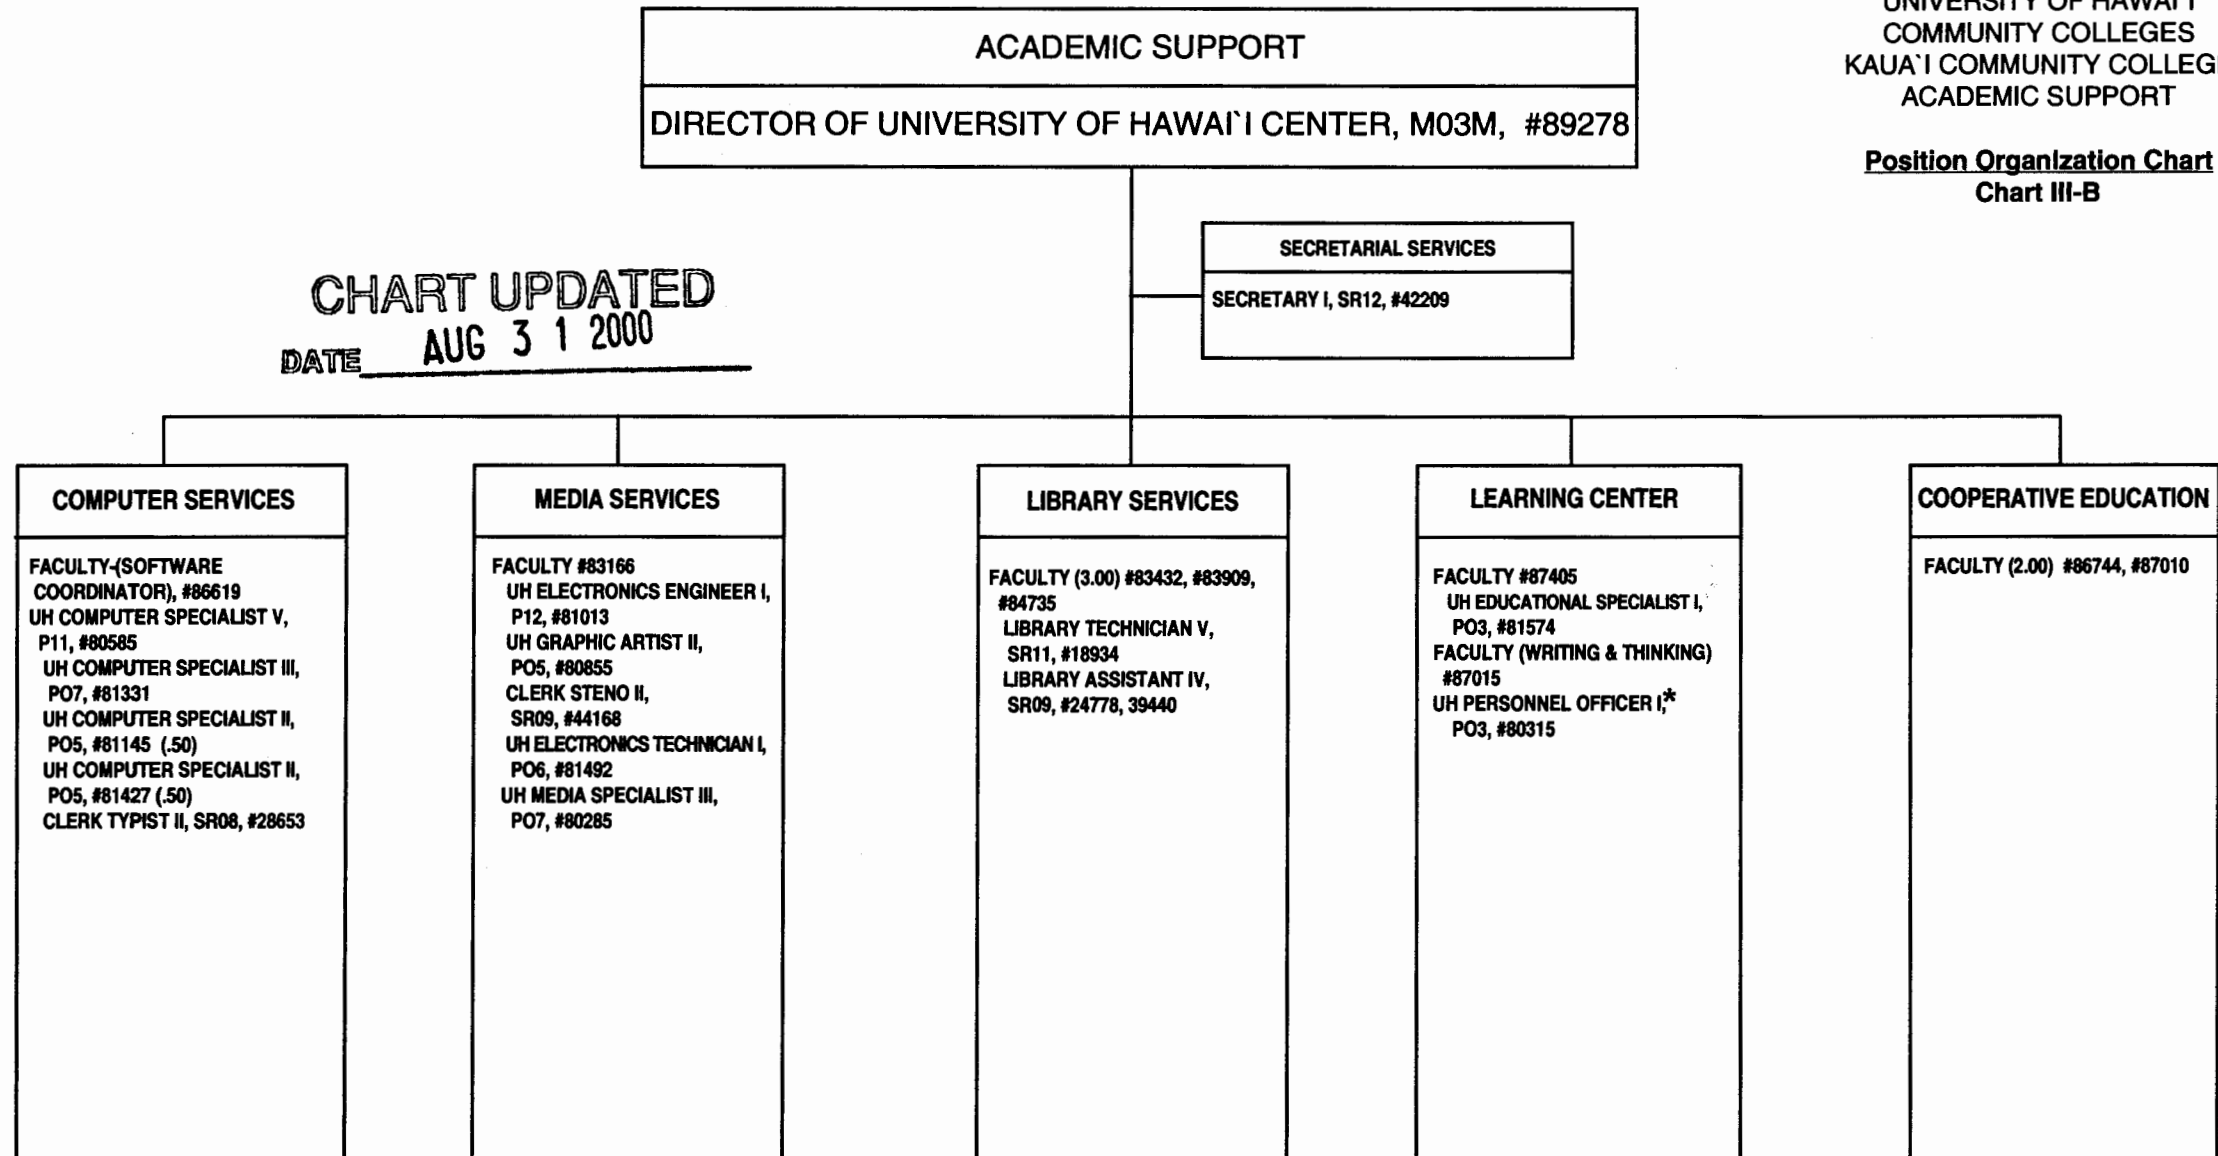 ACADEMIC SUPPORT
DIRECTOR OF UNIVERSITY OF HAWAI`I CENTER, M03M, #89278
UNIVERSITY OF HAWAI`I
COMMUNITY COLLEGES
KAUA`I COMMUNITY COLLEG
ACADEMIC SUPPORT
Position Organization Chart
Chart III-B
SECRETARIAL SERVICES
SECRETARY I, SR12, #42209
CHART UPDATED
DATE AUG 3 1 2000
COMPUTER SERVICES
FACULTY-(SOFTWARE
COORDINATOR), #86619
UH COMPUTER SPECIALIST V,
P11, #80585
UH COMPUTER SPECIALIST III,
PO7, #81331
UH COMPUTER SPECIALIST II,
PO5, #81145 (.50)
UH COMPUTER SPECIALIST II,
PO5, #81427 (.50)
CLERK TYPIST II, SR08, #28653
MEDIA SERVICES
FACULTY #83166
UH ELECTRONICS ENGINEER I,
P12, #81013
UH GRAPHIC ARTIST II,
PO5, #80855
CLERK STENO II,
SR09, #44168
UH ELECTRONICS TECHNICIAN I,
PO6, #81492
UH MEDIA SPECIALIST III,
PO7, #80285
LIBRARY SERVICES
FACULTY (3.00) #83432, #83909,
#84735
LIBRARY TECHNICIAN V,
SR11, #18934
LIBRARY ASSISTANT IV,
SR09, #24778, 39440
LEARNING CENTER
FACULTY #87405
UH EDUCATIONAL SPECIALIST I,
PO3, #81574
FACULTY (WRITING & THINKING)
#87015
UH PERSONNEL OFFICER I,*
PO3, #80315
COOPERATIVE EDUCATION
FACULTY (2.00) #86744, #87010